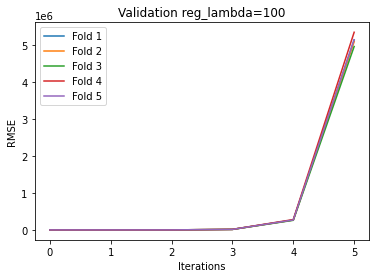 Validation reg_lambda=100
1e6
Fold 1
Fold 2
Fold 3
Fold 4
Fold 5
5
4
3
2
1
0
RMSE
0 1 2 3 4 5
Iterations